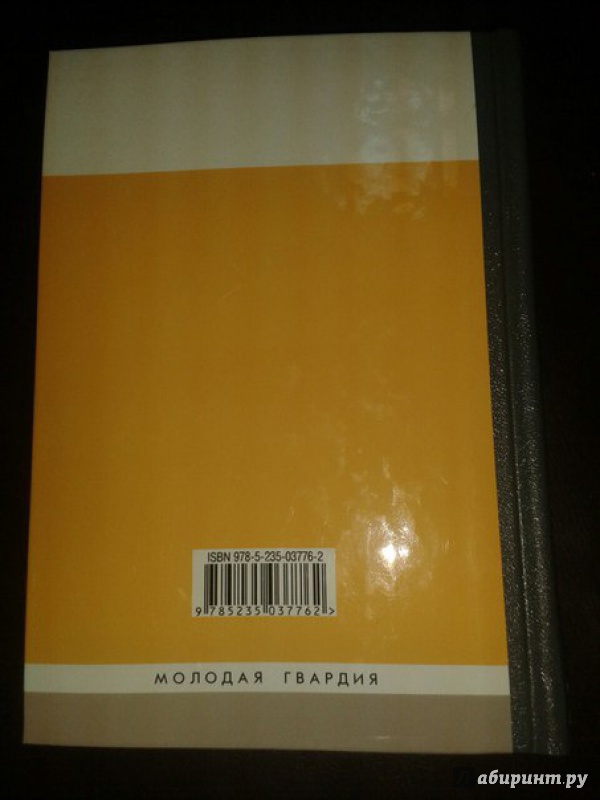 ISBN 978-5-235-03776-2
9 785235 037762 >
МОЛОДАЯ ГВАРДИЯ
абиринт.ру